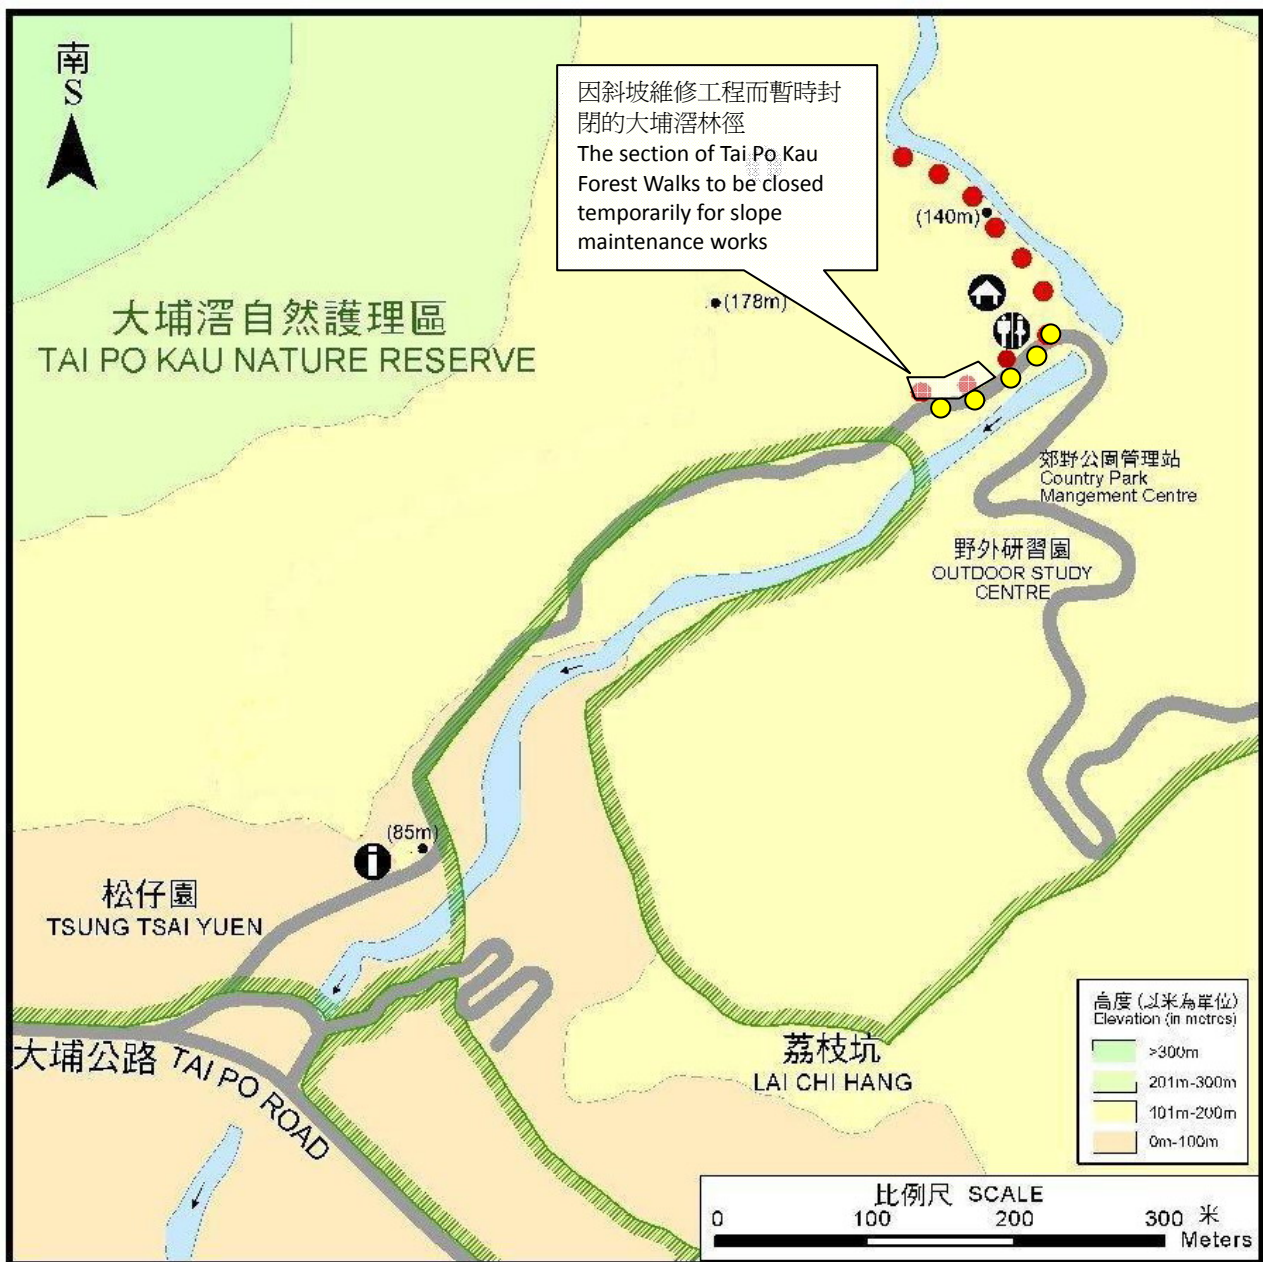 南
S
因斜坡維修工程而暫時封
閉的大埔滘林徑
The section of Tai Po Kau
Forest Walks to be closed
temporarily for slope
maintenance works
(140m)
(178m)
大埔滘自然護理區
TAI PO KAU NATURE RESERVE
郊野公園管理站
Country Park
Mangement Centre
野外研習園
OUTDOOR STUDY
CENTRE
(85m)
i
松仔園
TSUNG TSAI YUEN
大埔公路 TAI PO ROAD
荔枝坑
LAI CHI HANG
高度 (以米為單位)
Elevation (in metres)
>300m
201m-300m
101m-200m
0m-100m
比例尺 SCALE
0 100 200 300 米
Meters